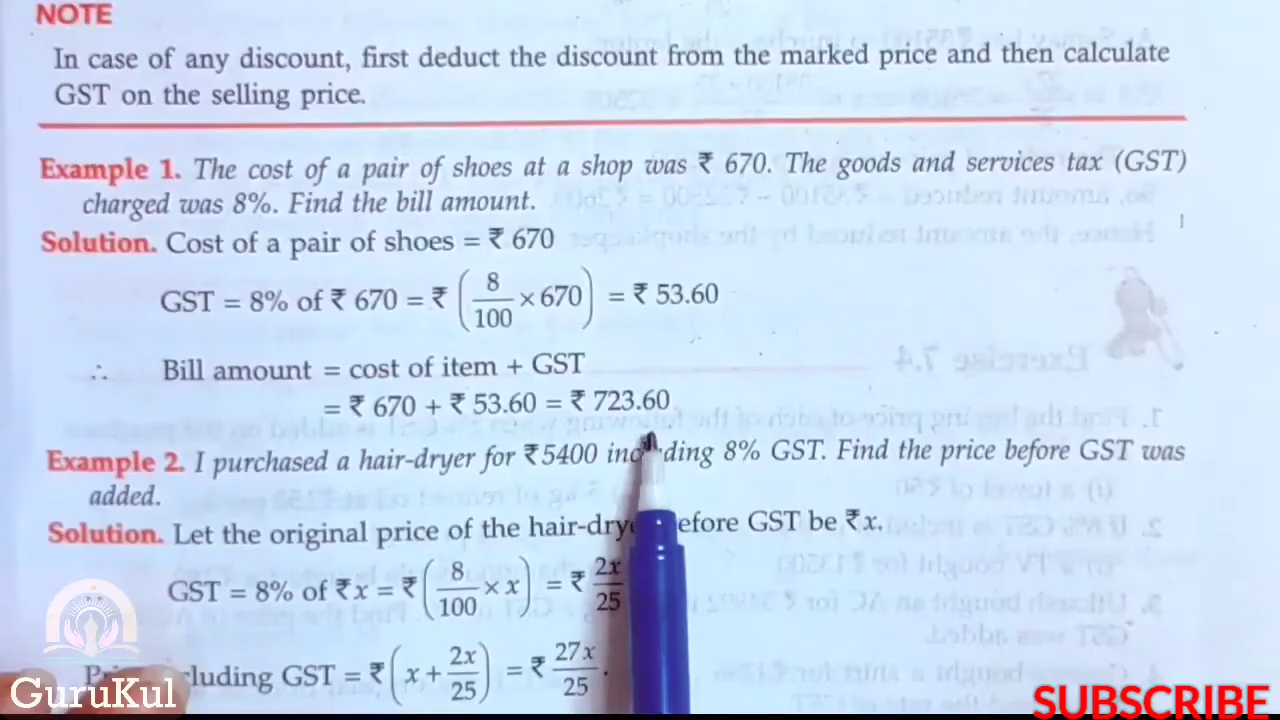 NOTE
In case of any discount, first deduct the discount from the marked price and then calculate
GST on the selling price.
Example 1. The cost of a pair of shoes at a shop was ₹ 670. The goods and services tax (GST)
charged was 8%. Find the bill amount.
Solution. Cost of a pair of shoes = ₹ 670
GST = 8% of ₹ 670 = ₹ (8/100 × 670) = ₹ 53.60
∴ Bill amount = cost of item + GST
= ₹ 670 + ₹ 53.60 = ₹ 723.60
Example 2. I purchased a hair-dryer for ₹5400 including 8% GST. Find the price before GST was
added.
Solution. Let the original price of the hair-dryer before GST be ₹x.
GST = 8% of ₹x = ₹ (8/100 × x) = ₹ 2x/25
including GST = ₹ (x + 2x/25) = ₹ 27x/25.
GuruKul
SUBSCRIBE